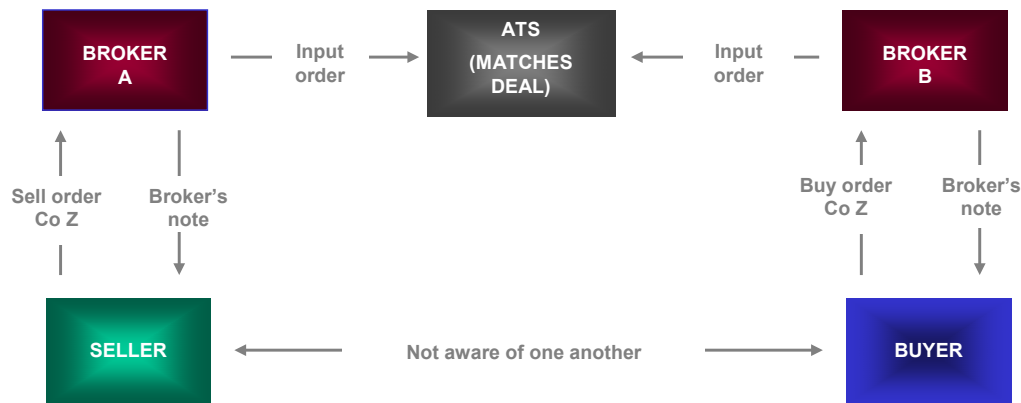 BROKER
A
Input
order
ATS
(MATCHES
DEAL)
Input
order
BROKER
B
Sell order
Co Z
Broker’s
note
Buy order
Co Z
Broker’s
note
SELLER
Not aware of one another
BUYER